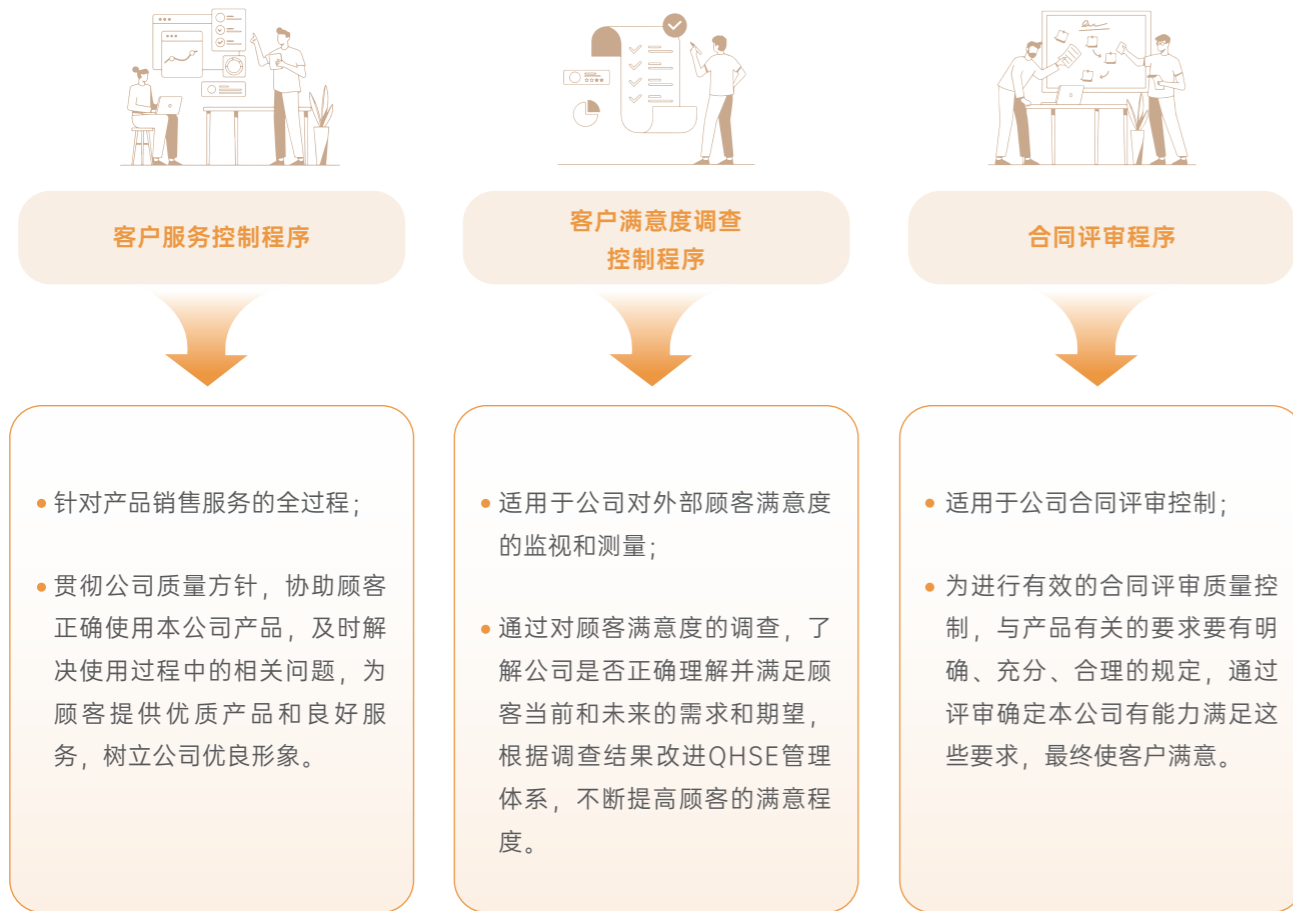 客户服务控制程序
客户满意度调查
控制程序
合同评审程序
针对产品销售服务的全过程；
贯彻公司质量方针，协助顾客
正确使用本公司产品，及时解
决使用过程中的相关问题，为
顾客提供优质产品和良好服
务，树立公司优良形象。
适用于公司对外部顾客满意度
的监视和测量；
通过对顾客满意度的调查，了
解公司是否正确理解并满足顾
客当前和未来的需求和期望，
根据调查结果改进QHSE管理
体系，不断提高顾客的满意程
度。
适用于公司合同评审控制；
为进行有效的合同评审质量控
制，与产品有关的要求要有明
确、充分、合理的规定，通过
评审确定本公司有能力满足这
些要求，最终使客户满意。